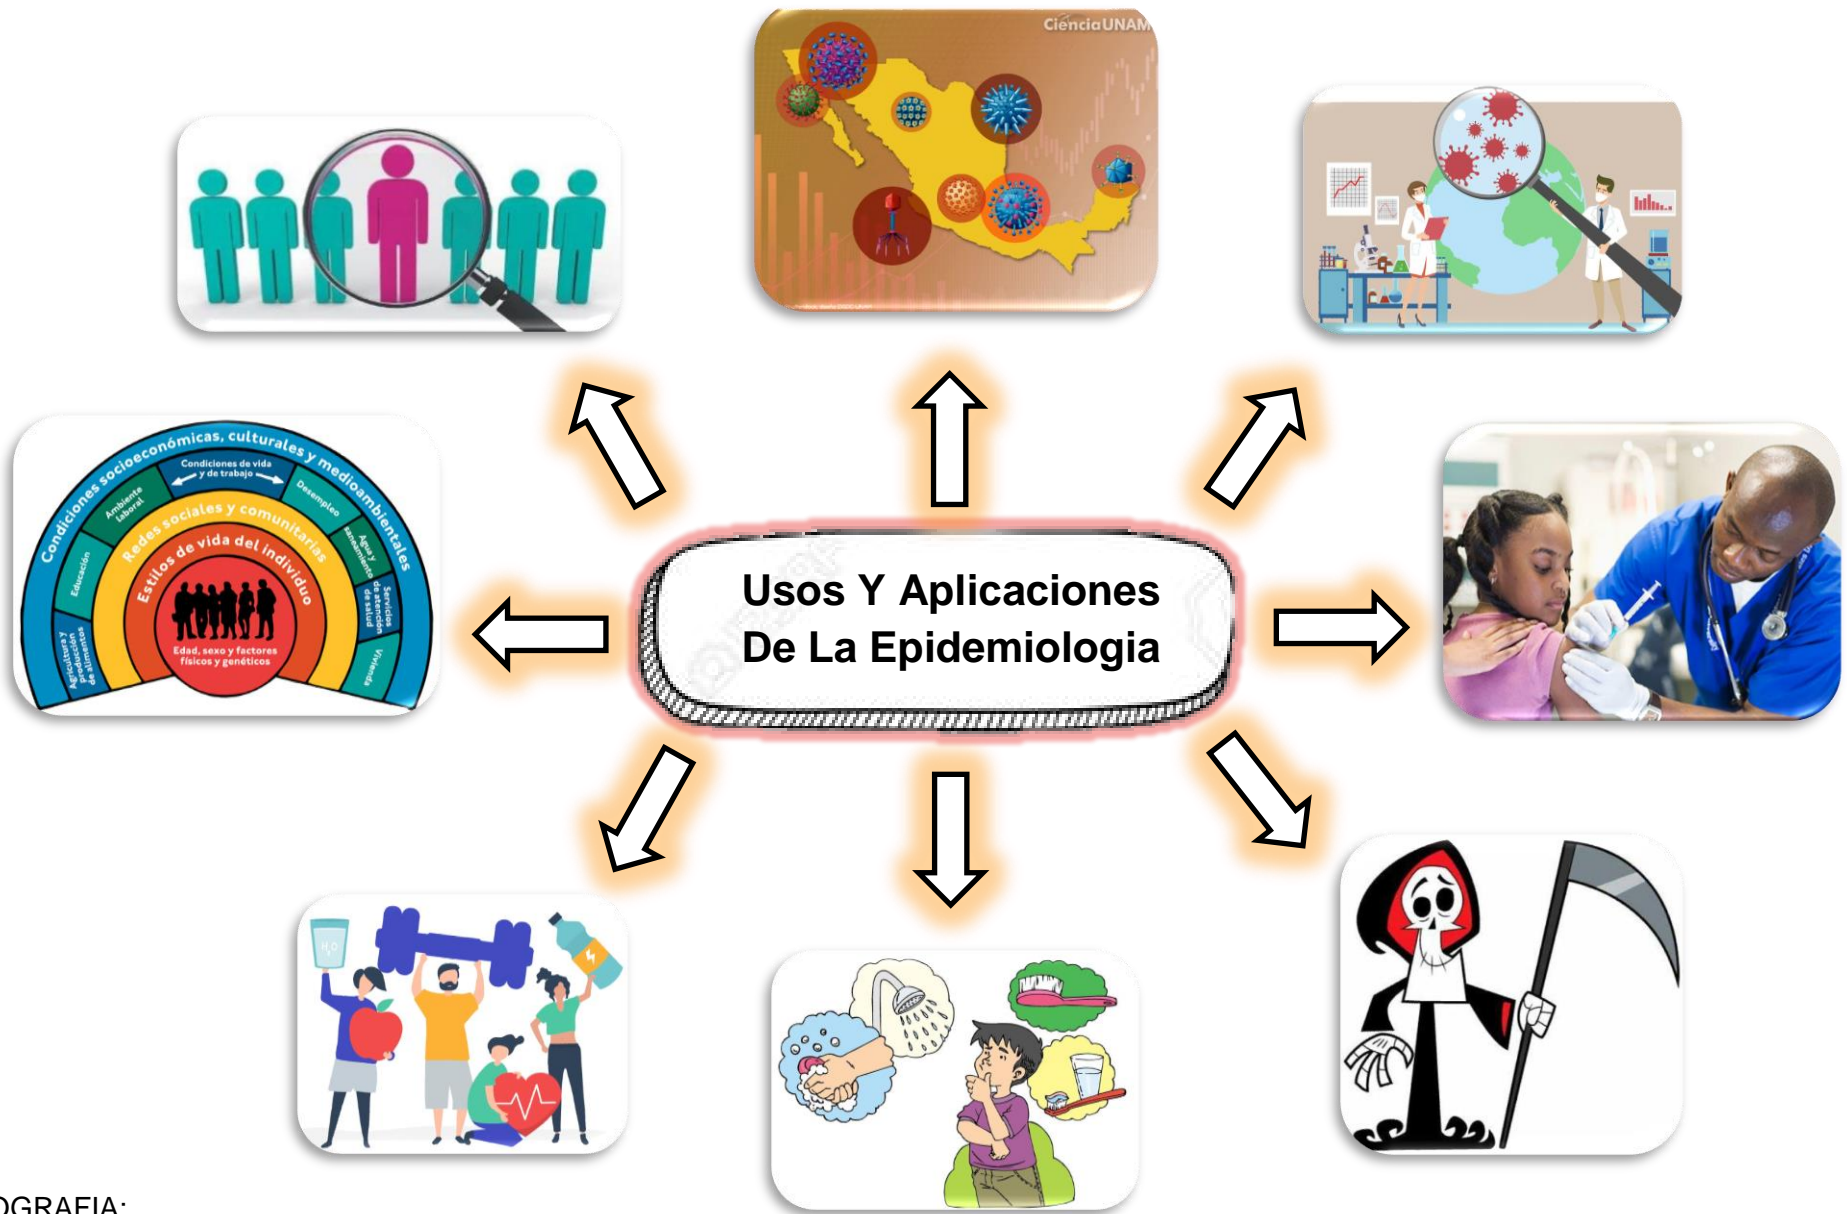 CienciaUNAM
Condiciones socioeconómicas, culturales y medioambientales
Condiciones de vida
y de trabajo
Ambiente
laboral
Desempleo
Redes sociales y comunitarias
Agua y
saneamiento
Educación
Estilos de vida del individuo
Servicios
de atención
de salud
Agricultura y
producción
de alimentos
Edad, sexo y factores
físicos y genéticos
Vivienda
Usos Y Aplicaciones
De La Epidemiologia
H₂O
OGRAFIA: